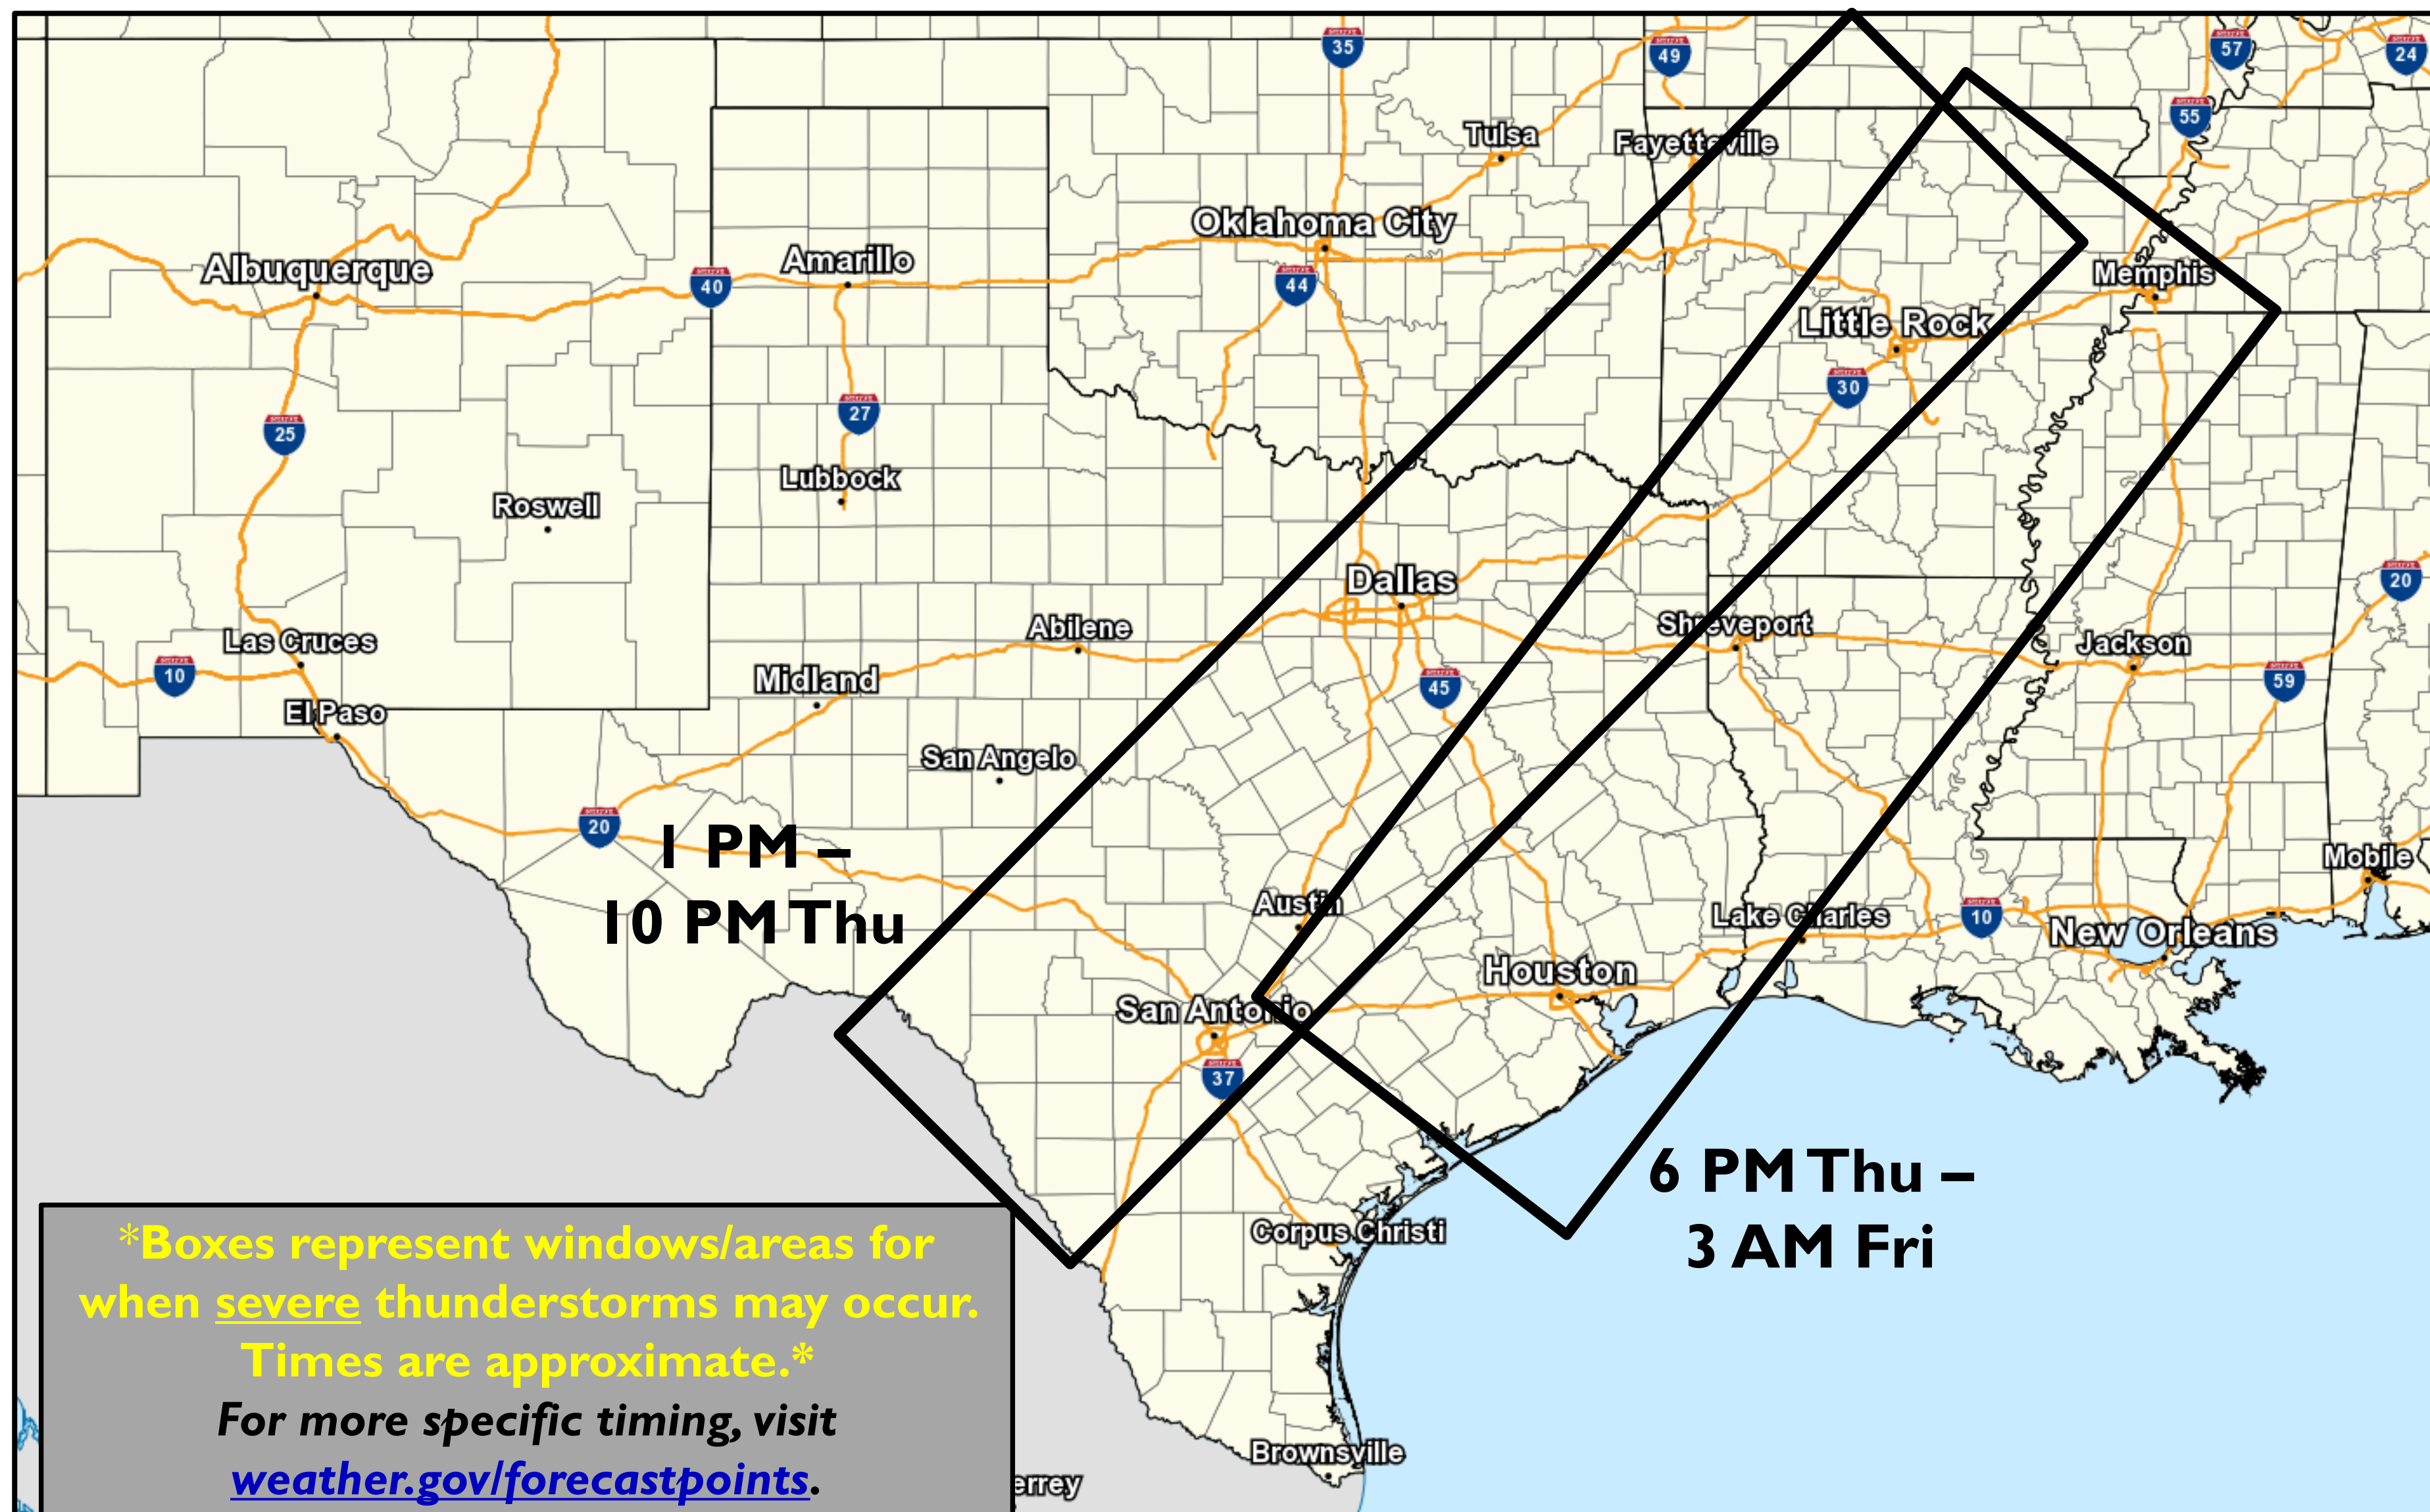 35
49
57
24
55
Tulsa
Fayetteville
Oklahoma City
Albuquerque
Amarillo
40
44
Memphis
Little Rock
30
27
25
Lubbock
Roswell
Dallas
20
Las Cruces
Abilene
Shreveport
Jackson
10
Midland
45
59
El Paso
San Angelo
20
1 PM –
10 PM Thu
Mobile
Austin
Lake Charles
10
New Orleans
Houston
San Antonio
37
6 PM Thu –
3 AM Fri
Corpus Christi
*Boxes represent windows/areas for
when severe thunderstorms may occur.
Times are approximate.*
For more specific timing, visit
weather.gov/forecastpoints.
Brownsville
errey